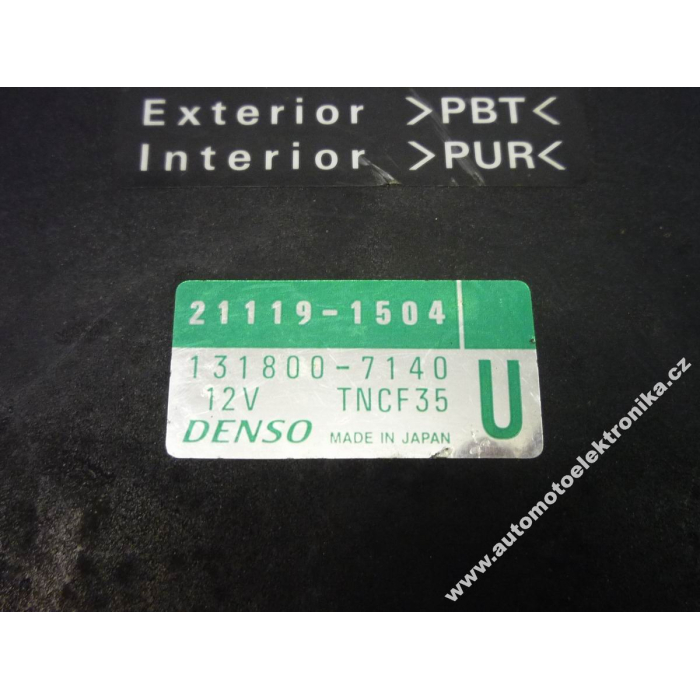 Exterior >PBT<
Interior >PUR<
21119-1504
131800-7140
12V TNCF35
U
DENSO MADE IN JAPAN
www.automotoelektronika.cz